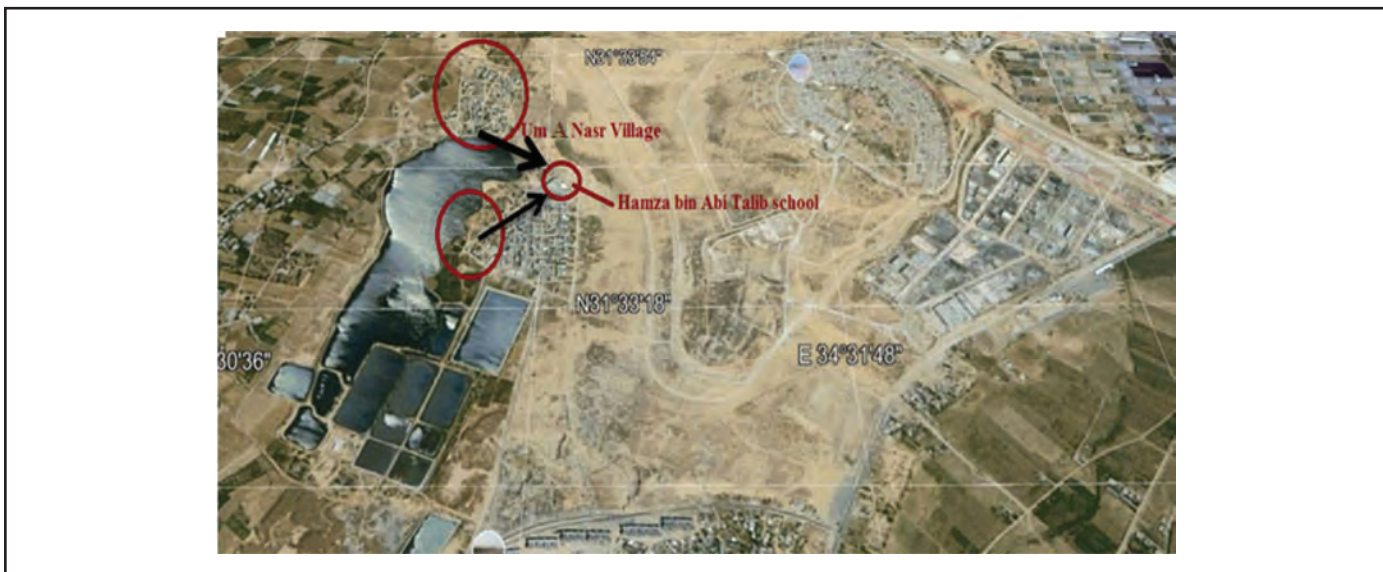 N31°33'54"
Um A Nasr Village
Hamza bin Abi Talib school
N31°33'18"
30'36"
E 34°31'48"